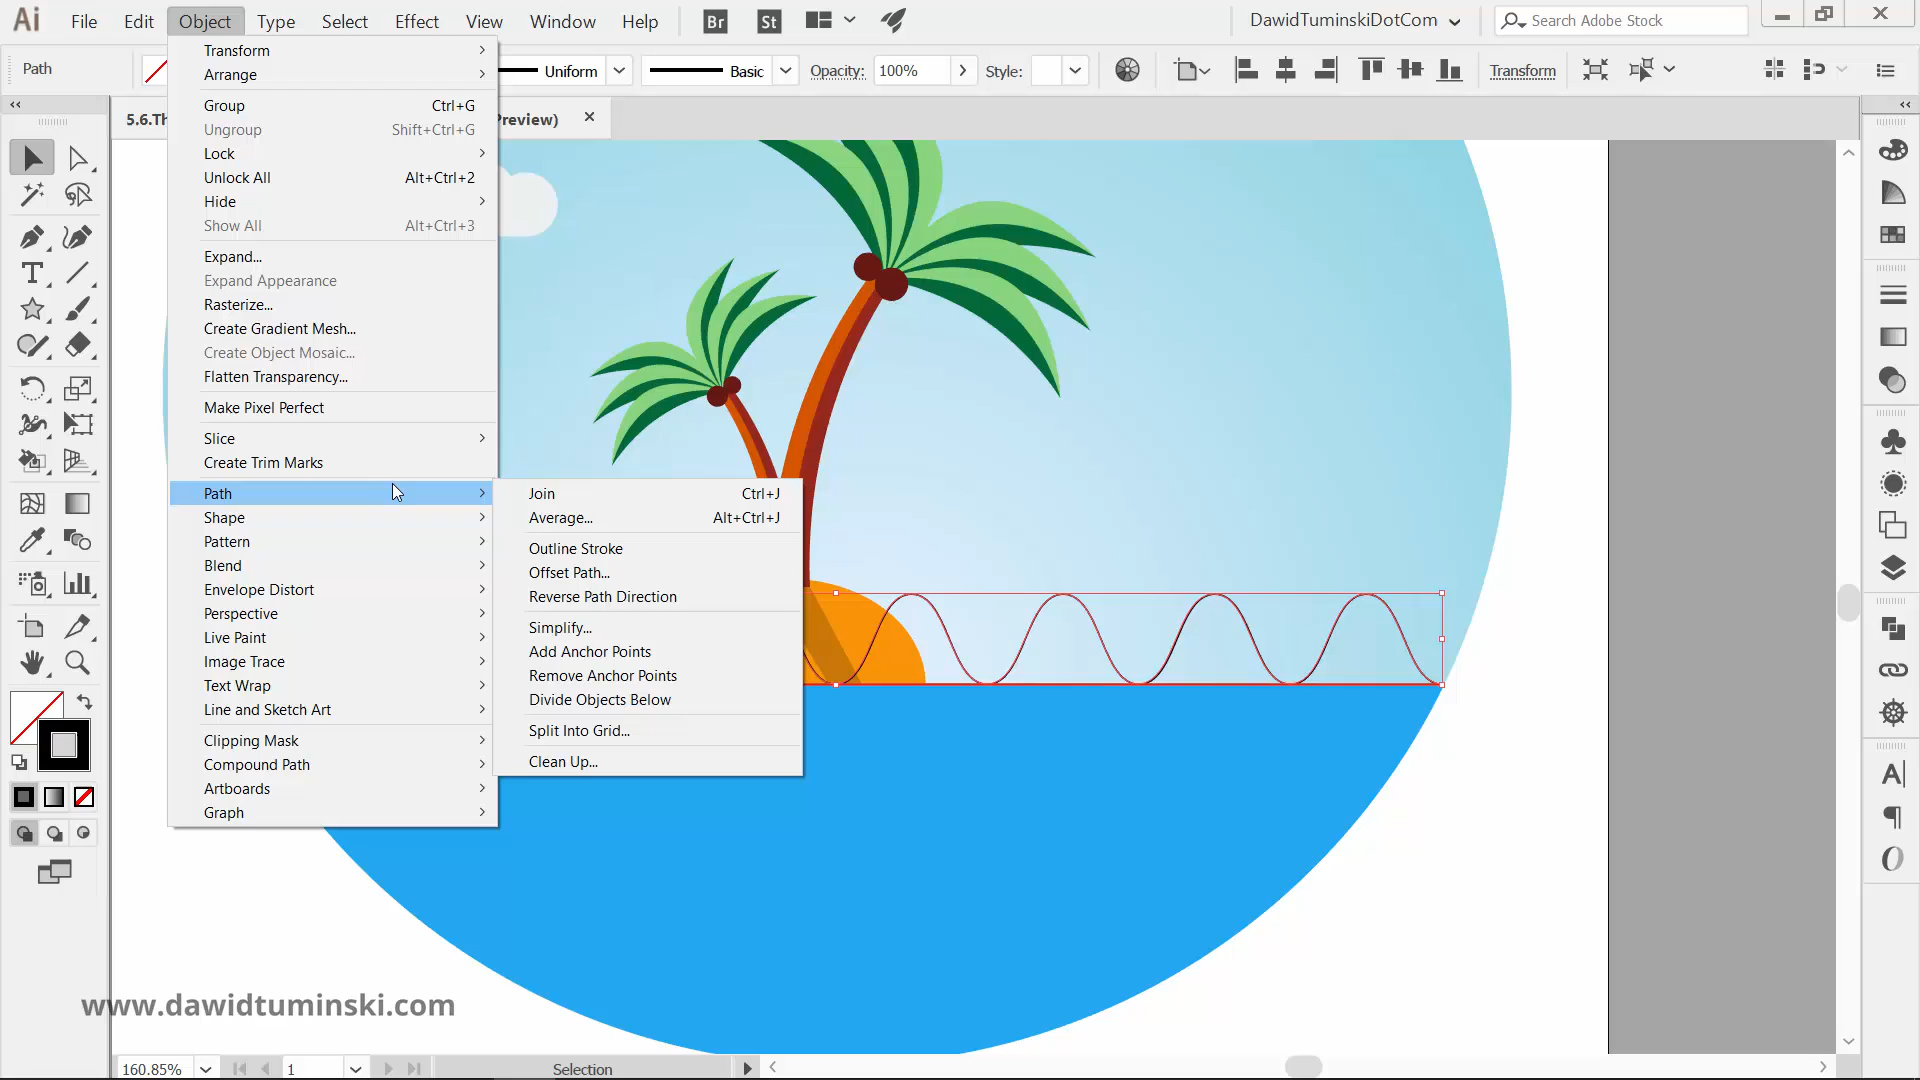 Ai File Edit Object Type Select Effect View Window Help Br St DawidTuminskiDotCom Search Adobe Stock
Path Uniform Basic Opacity: 100% Style: Transform
5.6.Th Preview) ×
Transform
Arrange
Group Ctrl+G
Ungroup Shift+Ctrl+G
Lock
Unlock All Alt+Ctrl+2
Hide
Show All Alt+Ctrl+3
Expand...
Expand Appearance
Rasterize...
Create Gradient Mesh...
Create Object Mosaic...
Flatten Transparency...
Make Pixel Perfect
Slice
Create Trim Marks
Path
Shape
Pattern
Blend
Envelope Distort
Perspective
Live Paint
Image Trace
Text Wrap
Line and Sketch Art
Clipping Mask
Compound Path
Artboards
Graph
Join Ctrl+J
Average... Alt+Ctrl+J
Outline Stroke
Offset Path...
Reverse Path Direction
Simplify...
Add Anchor Points
Remove Anchor Points
Divide Objects Below
Split Into Grid...
Clean Up...
www.dawidtuminski.com
160.85% 1 Selection